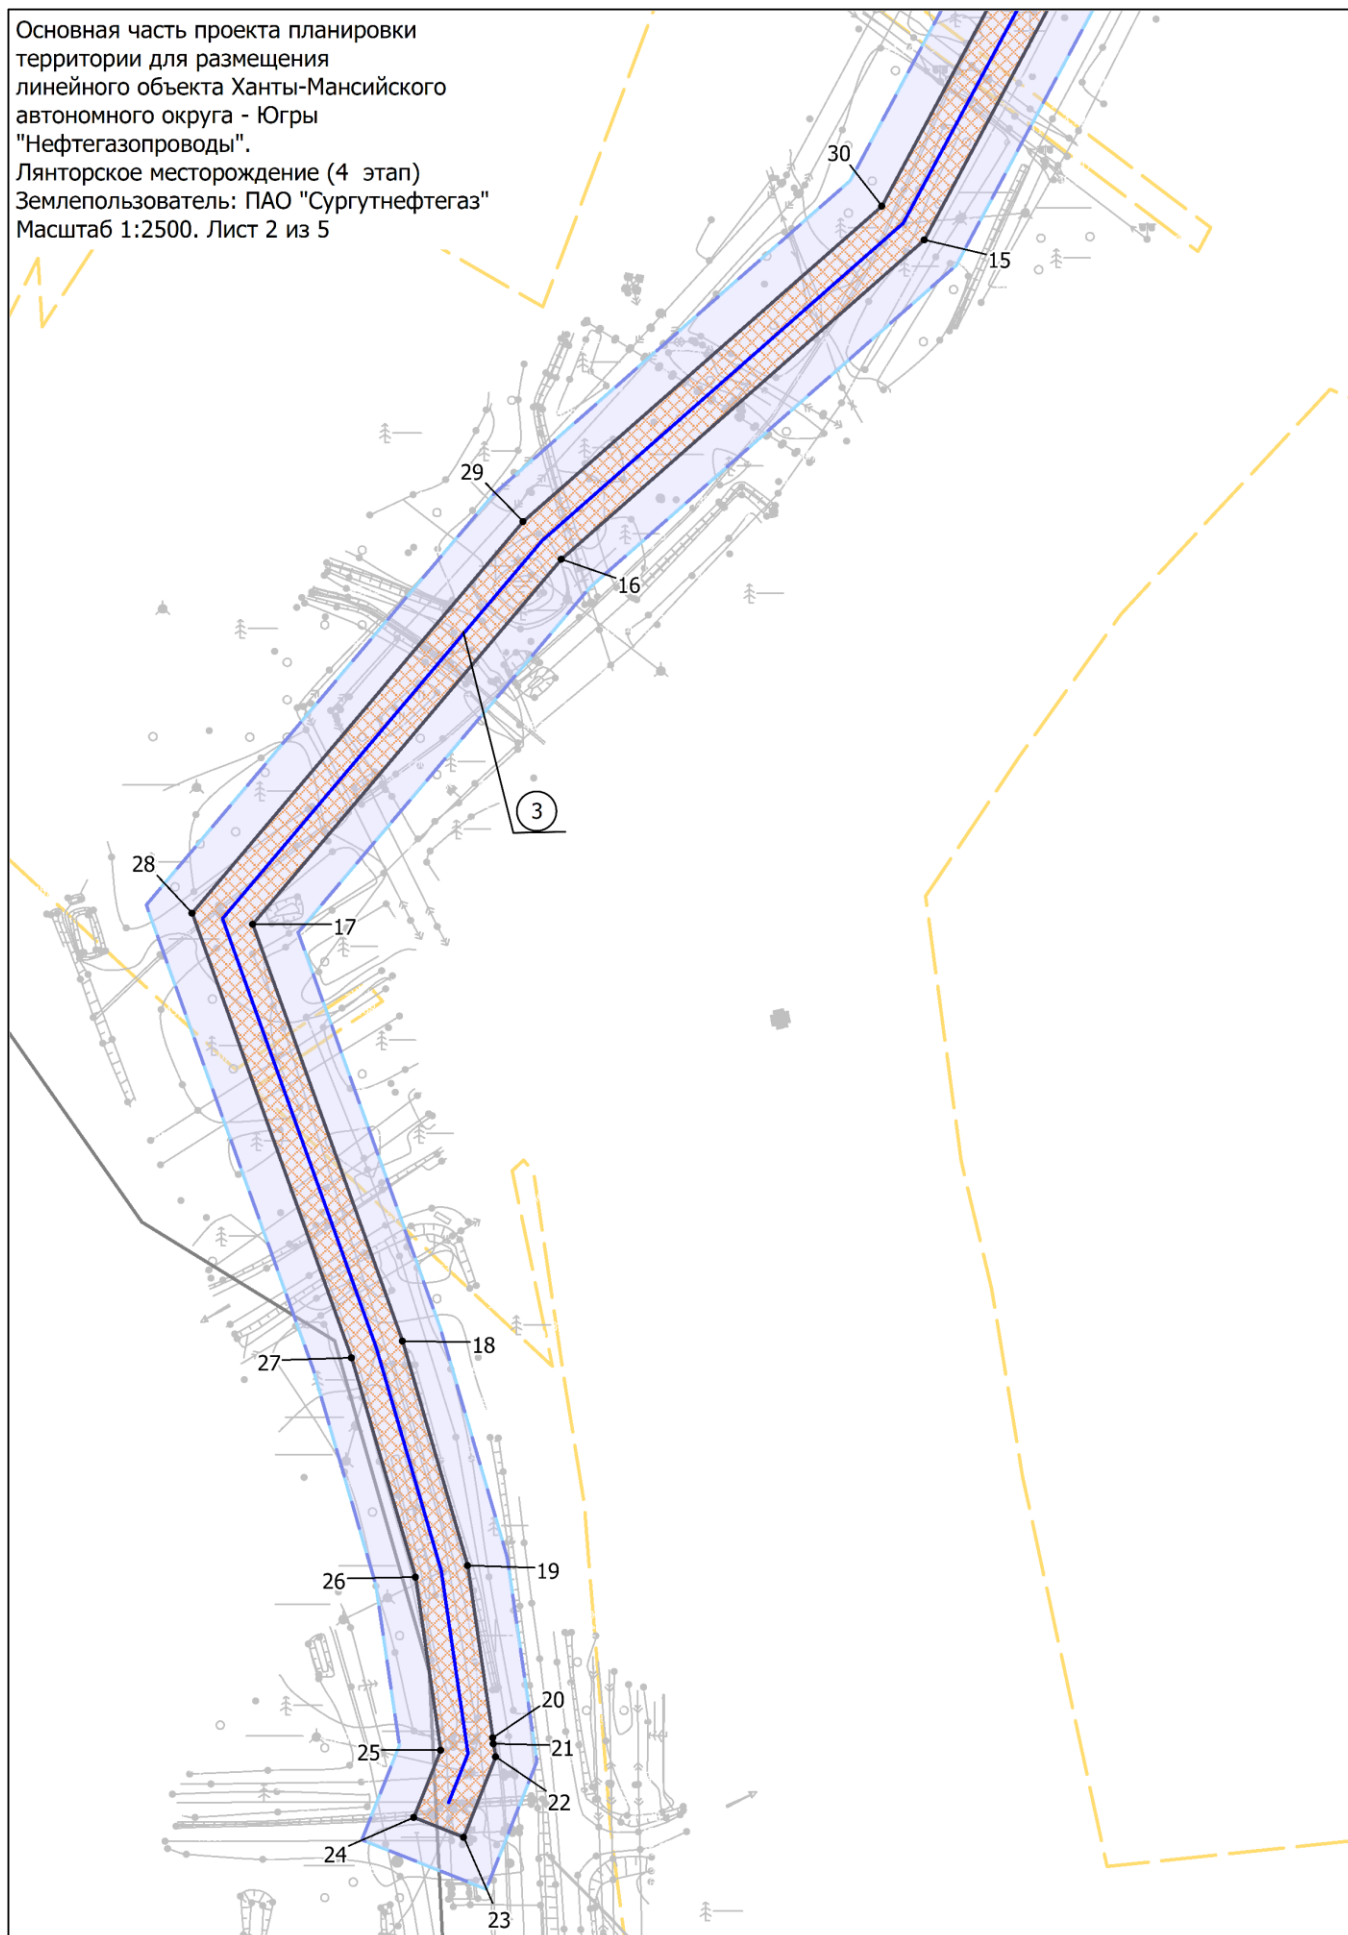 Основная часть проекта планировки
территории для размещения
линейного объекта Ханты-Мансийского
автономного округа - Югры
"Нефтегазопроводы".
Лянторское месторождение (4 этап)
Землепользователь: ПАО "Сургутнефтегаз"
Масштаб 1:2500. Лист 2 из 5
30
15
29
16
3
28
17
18
27
19
26
20
21
25
22
24
23